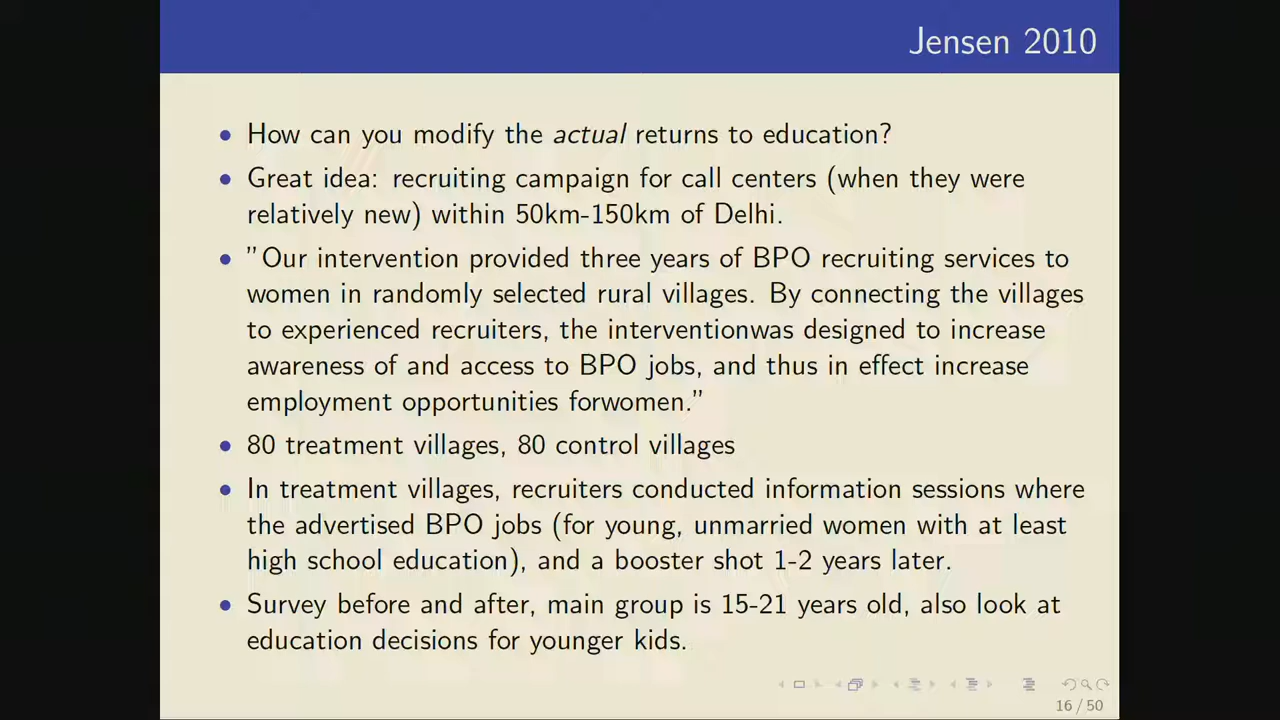 Jensen 2010
• How can you modify the actual returns to education?
• Great idea: recruiting campaign for call centers (when they were
relatively new) within 50km-150km of Delhi.
• ”Our intervention provided three years of BPO recruiting services to
women in randomly selected rural villages. By connecting the villages
to experienced recruiters, the interventionwas designed to increase
awareness of and access to BPO jobs, and thus in effect increase
employment opportunities forwomen.”
• 80 treatment villages, 80 control villages
• In treatment villages, recruiters conducted information sessions where
the advertised BPO jobs (for young, unmarried women with at least
high school education), and a booster shot 1-2 years later.
• Survey before and after, main group is 15-21 years old, also look at
education decisions for younger kids.
16 / 50